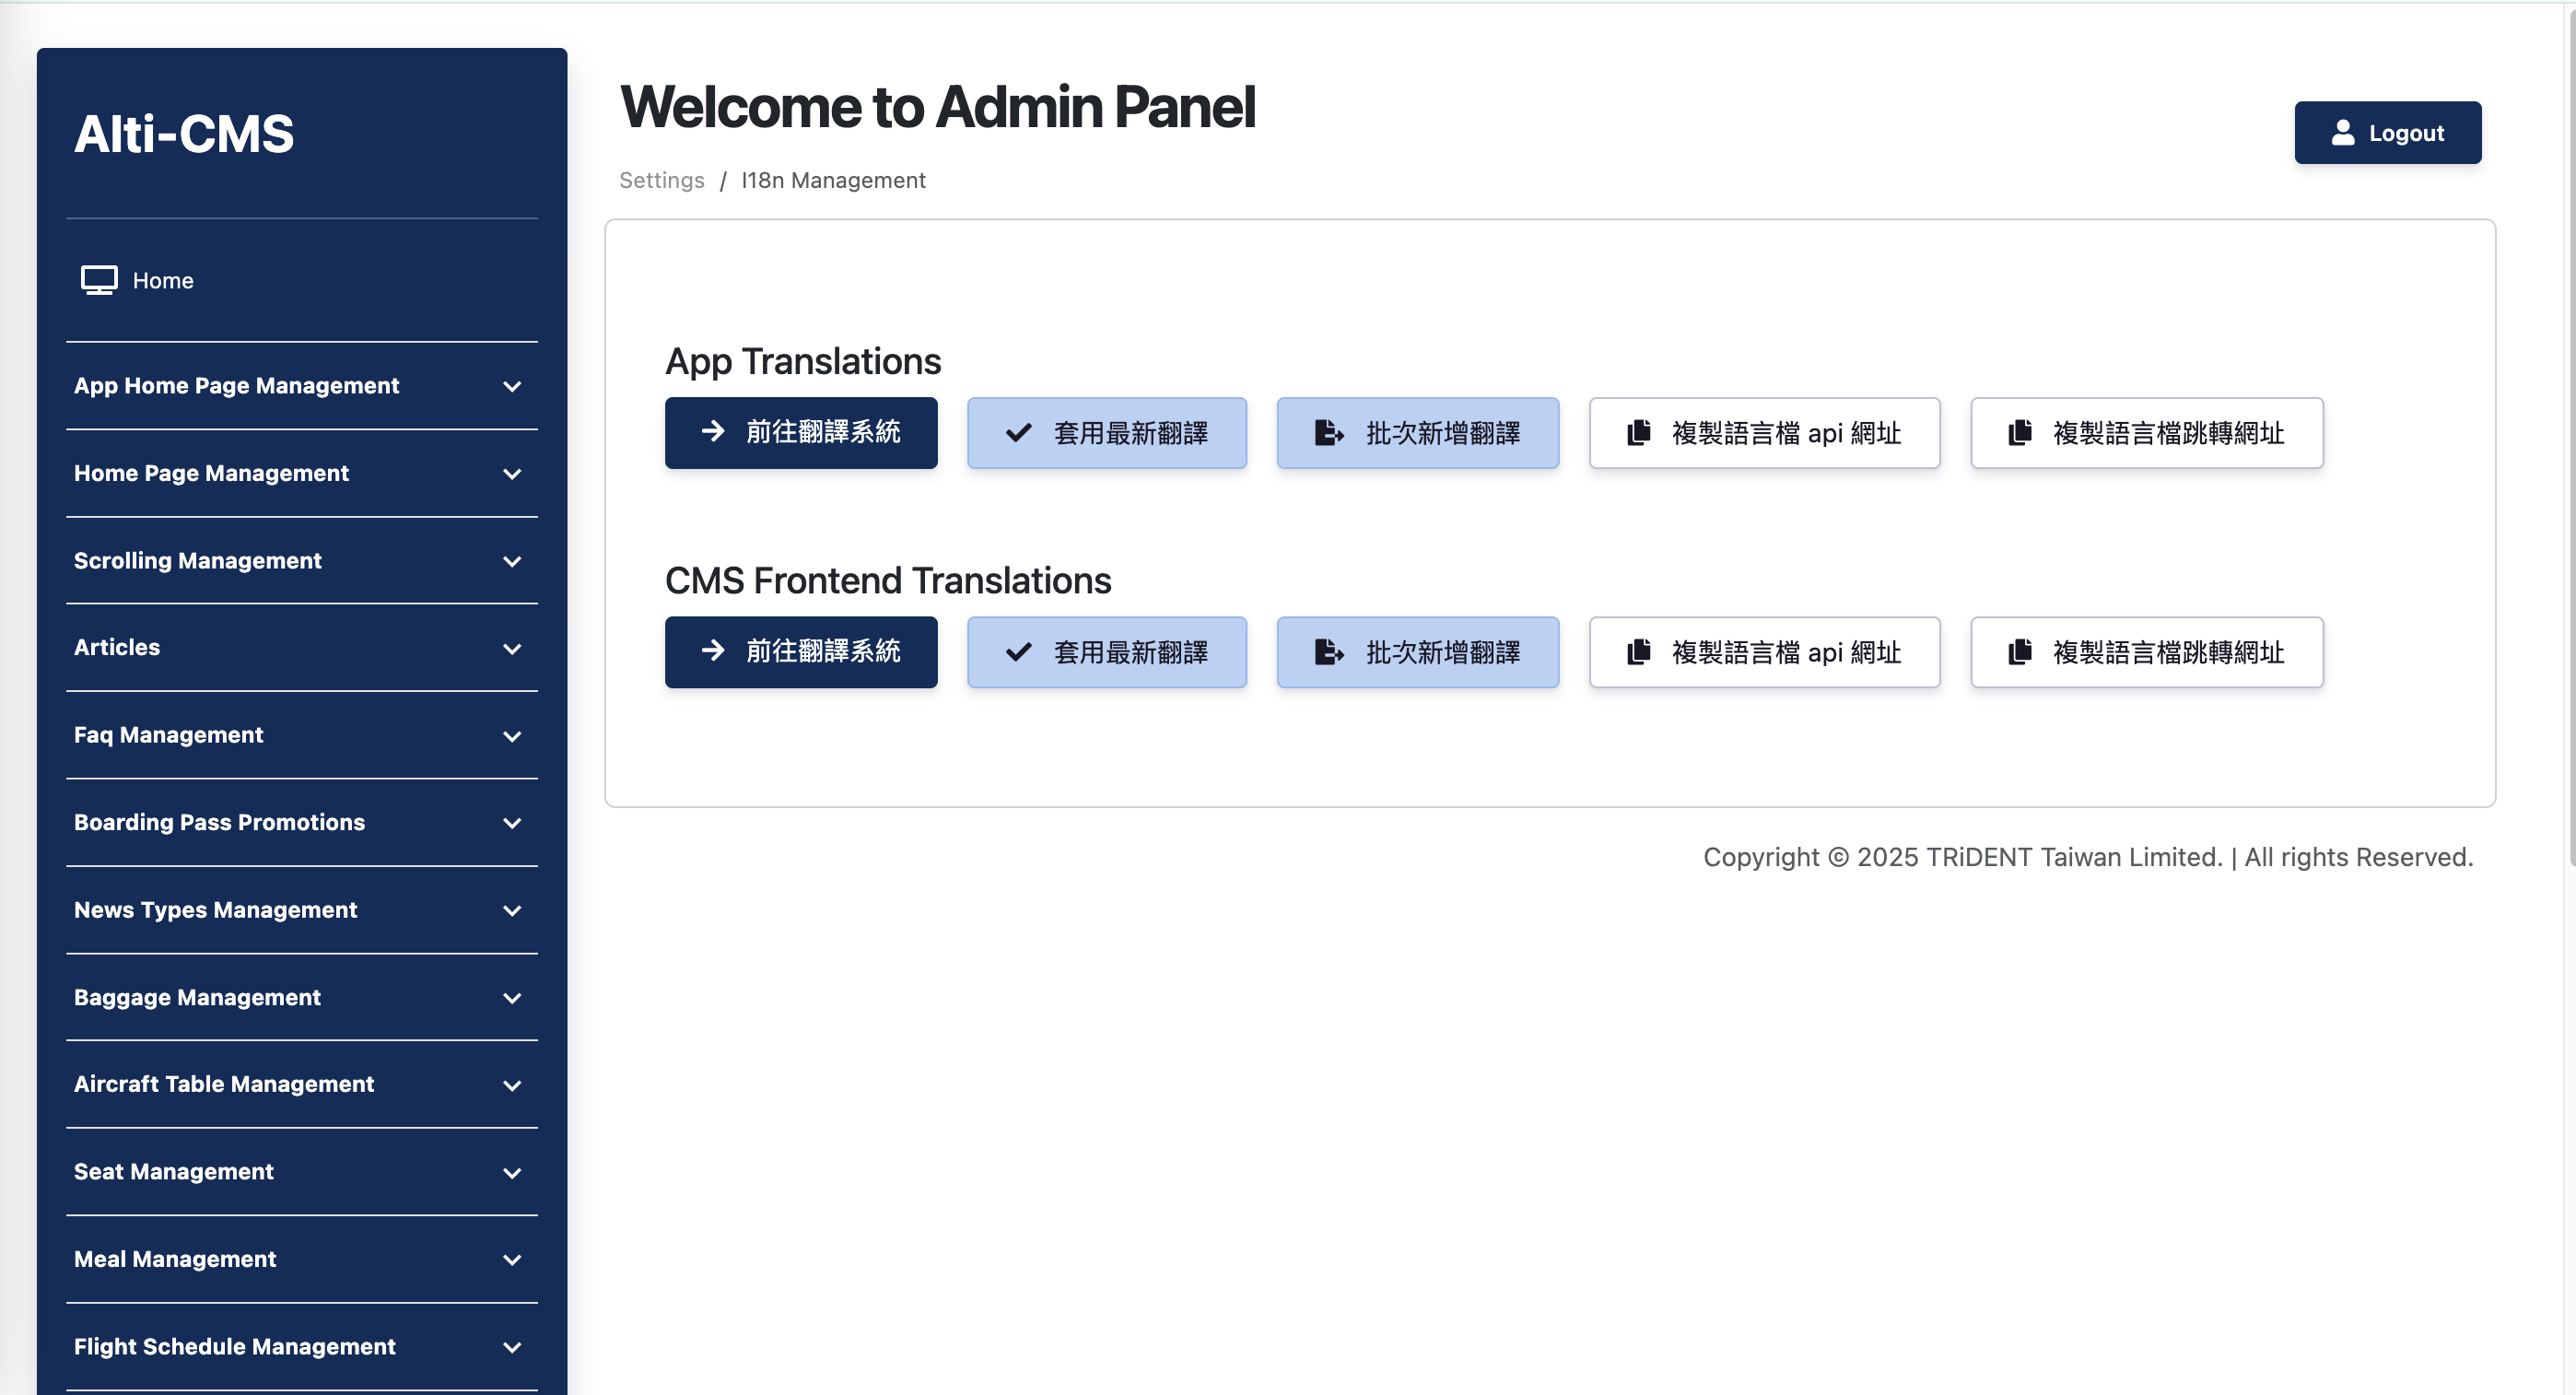 Alti-CMS
Home
App Home Page Management
Home Page Management
Scrolling Management
Articles
Faq Management
Boarding Pass Promotions
News Types Management
Baggage Management
Aircraft Table Management
Seat Management
Meal Management
Flight Schedule Management
Welcome to Admin Panel
Logout
Settings / I18n Management
App Translations
前往翻譯系統 套用最新翻譯 批次新增翻譯 複製語言檔 api 網址 複製語言檔跳轉網址
CMS Frontend Translations
前往翻譯系統 套用最新翻譯 批次新增翻譯 複製語言檔 api 網址 複製語言檔跳轉網址
Copyright © 2025 TRiDENT Taiwan Limited. | All rights Reserved.